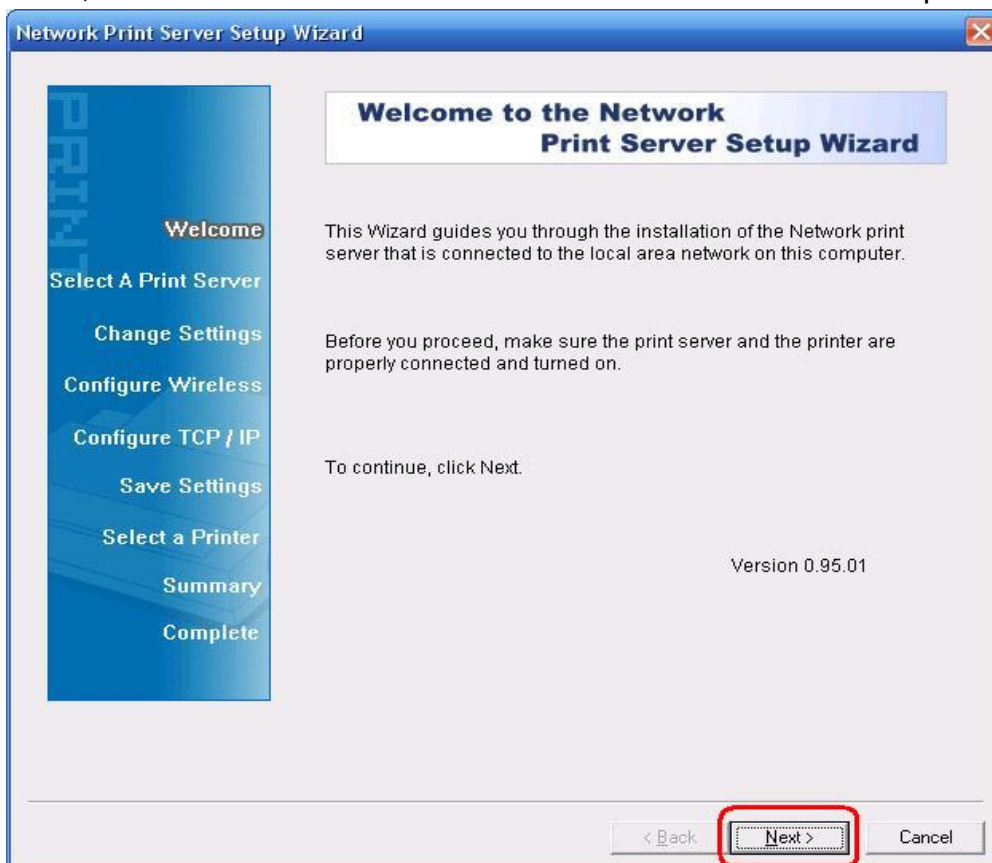 Network Print Server Setup Wizard
PRINT
Welcome
Select A Print Server
Change Settings
Configure Wireless
Configure TCP / IP
Save Settings
Select a Printer
Summary
Complete
Welcome to the Network
Print Server Setup Wizard
This Wizard guides you through the installation of the Network print
server that is connected to the local area network on this computer.
Before you proceed, make sure the print server and the printer are
properly connected and turned on.
To continue, click Next.
Version 0.95.01
< Back
Next >
Cancel